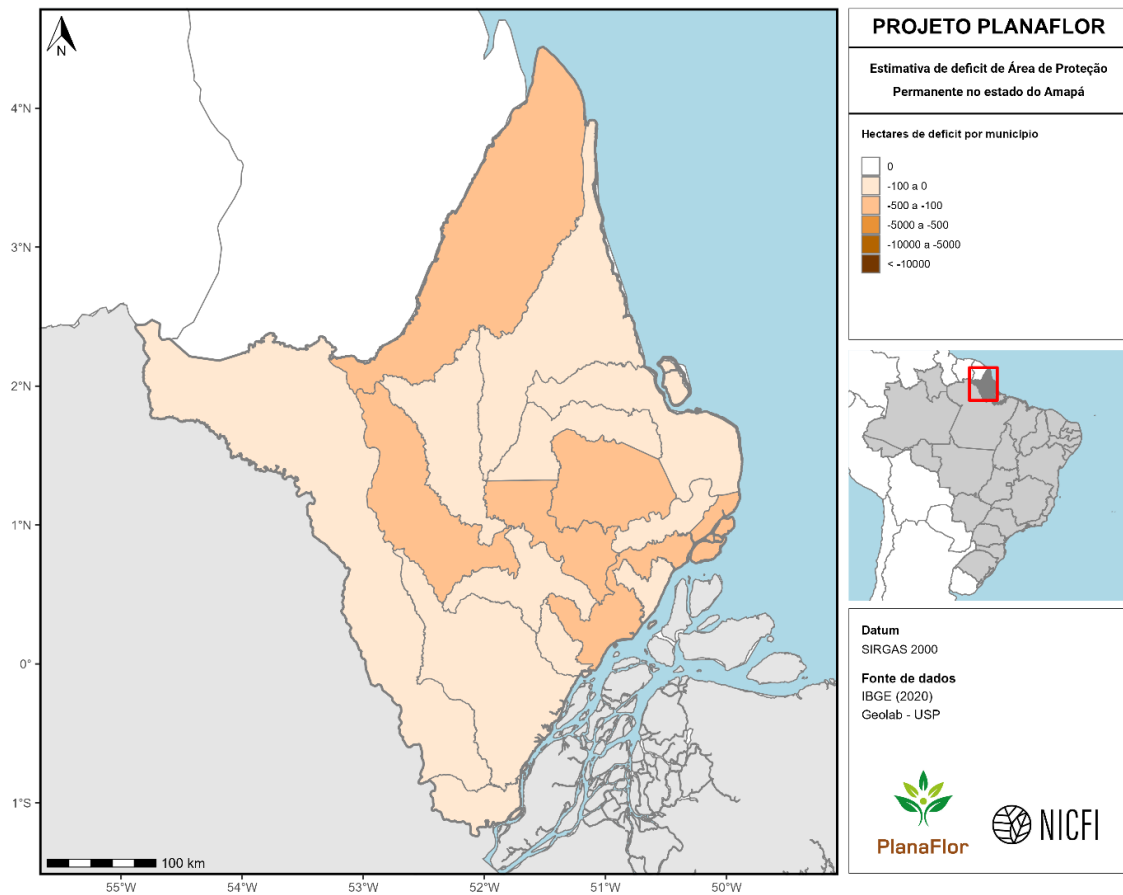 N
4°N
3°N
2°N
1°N
0°
1°S
100 km
55°W
54°W
53°W
52°W
51°W
50°W
PROJETO PLANAFLOR
Estimativa de deficit de Área de Proteção
Permanente no estado do Amapá
Hectares de deficit por município
0
-100 a 0
-500 a -100
-5000 a -500
-10000 a -5000
< -10000
Datum
SIRGAS 2000
Fonte de dados
IBGE (2020)
Geolab - USP
PlanaFlor
NICFI